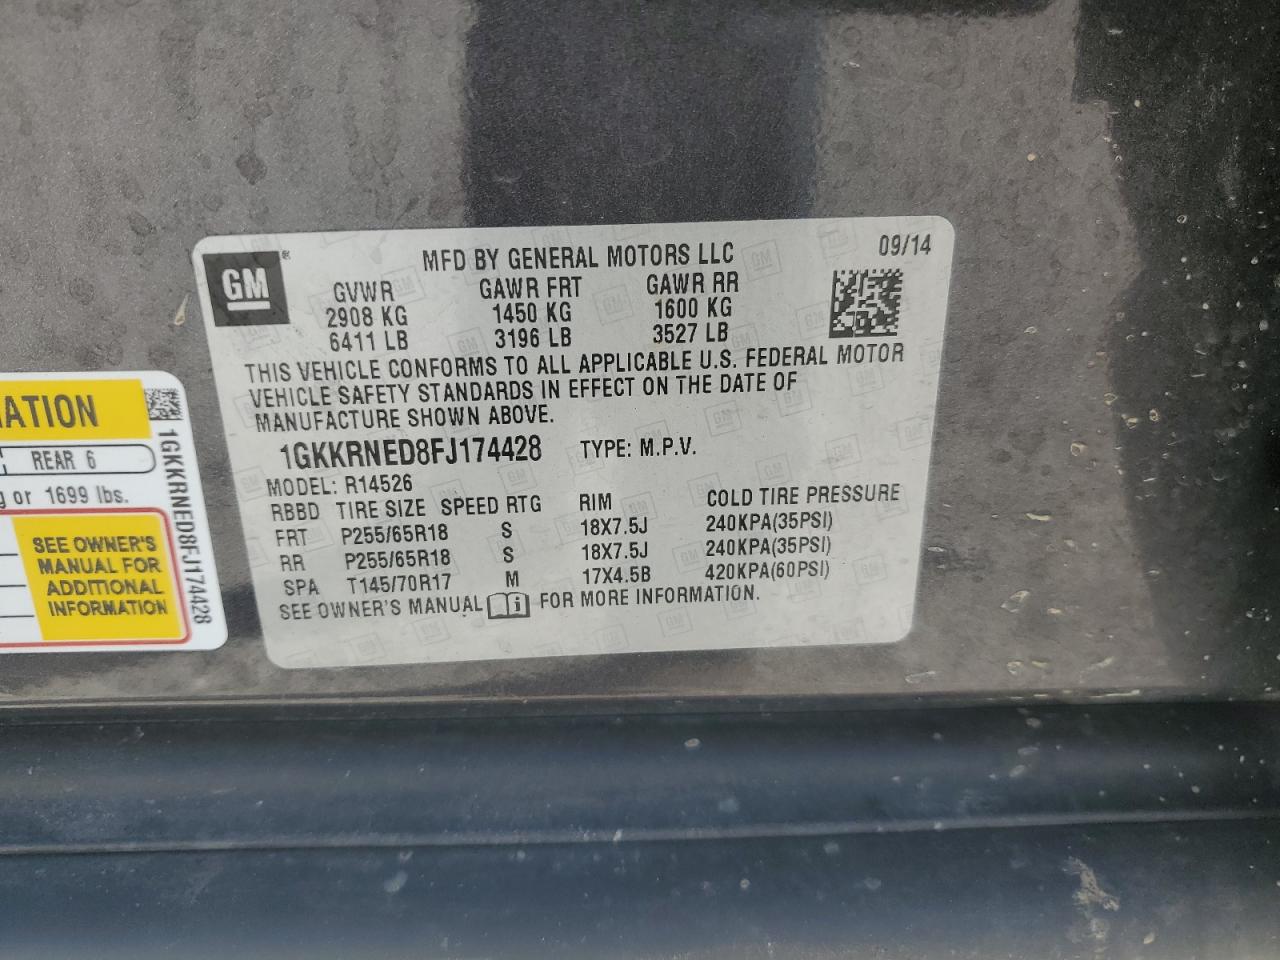 GM
MFD BY GENERAL MOTORS LLC 09/14
GVWR GAWR FRT GAWR RR
2908 KG 1450 KG 1600 KG
6411 LB 3196 LB 3527 LB
THIS VEHICLE CONFORMS TO ALL APPLICABLE U.S. FEDERAL MOTOR
VEHICLE SAFETY STANDARDS IN EFFECT ON THE DATE OF
MANUFACTURE SHOWN ABOVE.
1GKKRNED8FJ174428 TYPE: M.P.V.
MODEL: R14526
RBBD TIRE SIZE SPEED RTG RIM COLD TIRE PRESSURE
FRT P255/65R18 S 18X7.5J 240KPA(35PSI)
RR P255/65R18 S 18X7.5J 240KPA(35PSI)
SPA T145/70R17 M 17X4.5B 420KPA(60PSI)
SEE OWNER'S MANUAL FOR MORE INFORMATION.
ATION
REAR 6
g or 1699 lbs.
SEE OWNER'S
MANUAL FOR
ADDITIONAL
INFORMATION
1GKKRNED8FJ174428